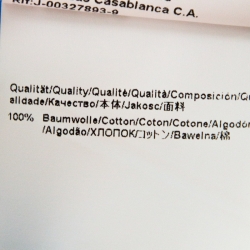 Casablanca C.A.
Rif:J-00327893-9
Qualität/Quality/Qualité/Qualità/Composición/Qu
alidade/Качество/本体/Jakosc/面料
100% Baumwolle/Cotton/Coton/Cotone/Algodón
/Algodão/ХЛОПОК/コットン/Bawelna/棉